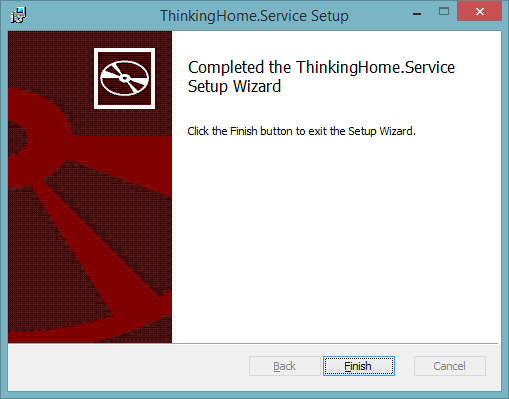 ThinkingHome.Service Setup
Completed the ThinkingHome.Service
Setup Wizard
Click the Finish button to exit the Setup Wizard.
Back
Finish
Cancel